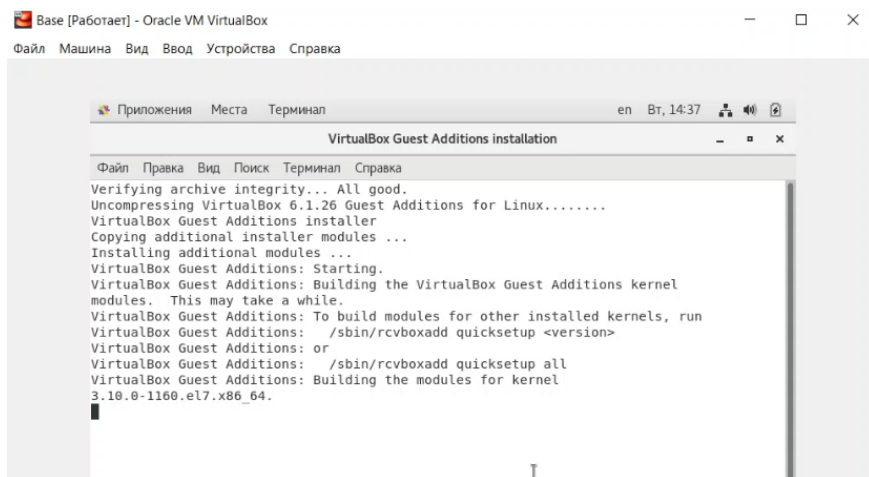 Base [Работает] - Oracle VM VirtualBox
Файл Машина Вид Ввод Устройства Справка
Приложения Места Терминал en Вт, 14:37
VirtualBox Guest Additions installation
Файл Правка Вид Поиск Терминал Справка
Verifying archive integrity... All good.
Uncompressing VirtualBox 6.1.26 Guest Additions for Linux........
VirtualBox Guest Additions installer
Copying additional installer modules ...
Installing additional modules ...
VirtualBox Guest Additions: Starting.
VirtualBox Guest Additions: Building the VirtualBox Guest Additions kernel
modules.  This may take a while.
VirtualBox Guest Additions: To build modules for other installed kernels, run
VirtualBox Guest Additions:   /sbin/rcvboxadd quicksetup <version>
VirtualBox Guest Additions: or
VirtualBox Guest Additions:   /sbin/rcvboxadd quicksetup all
VirtualBox Guest Additions: Building the modules for kernel
3.10.0-1160.el7.x86_64.